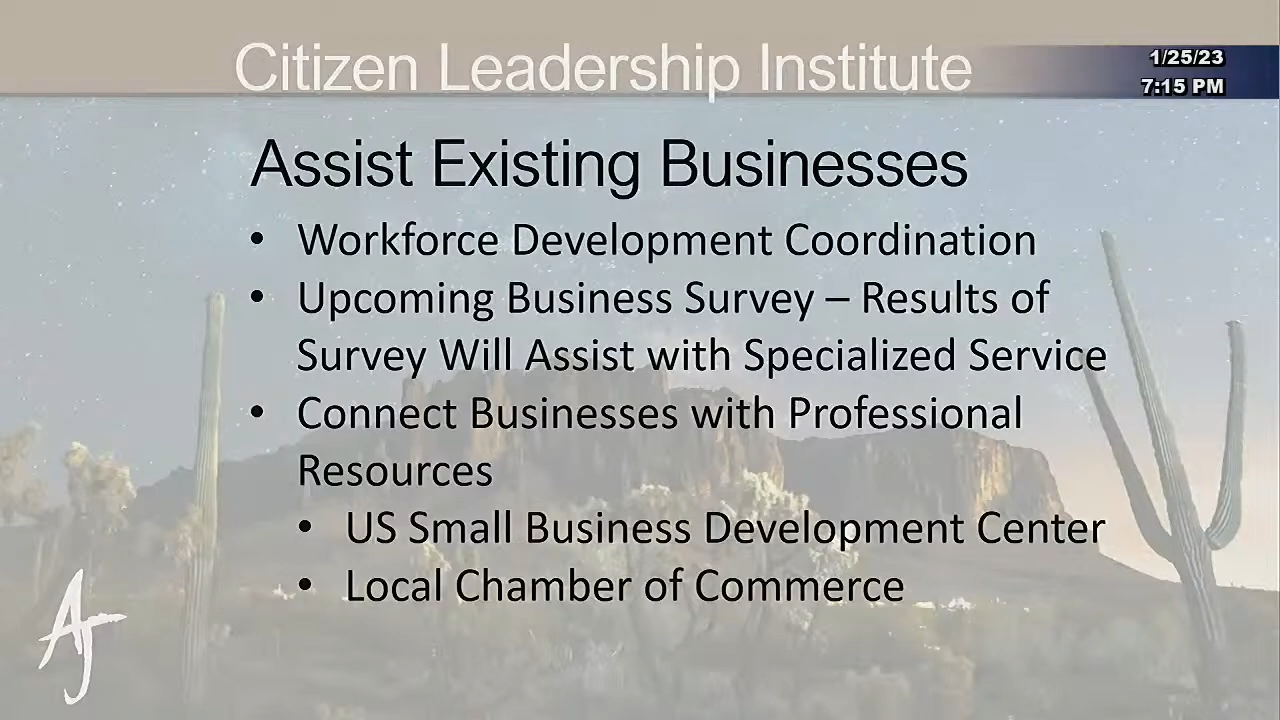 Citizen Leadership Institute
1/25/23
7:15 PM
Assist Existing Businesses
• Workforce Development Coordination
• Upcoming Business Survey – Results of
Survey Will Assist with Specialized Service
• Connect Businesses with Professional
Resources
• US Small Business Development Center
• Local Chamber of Commerce
AJ